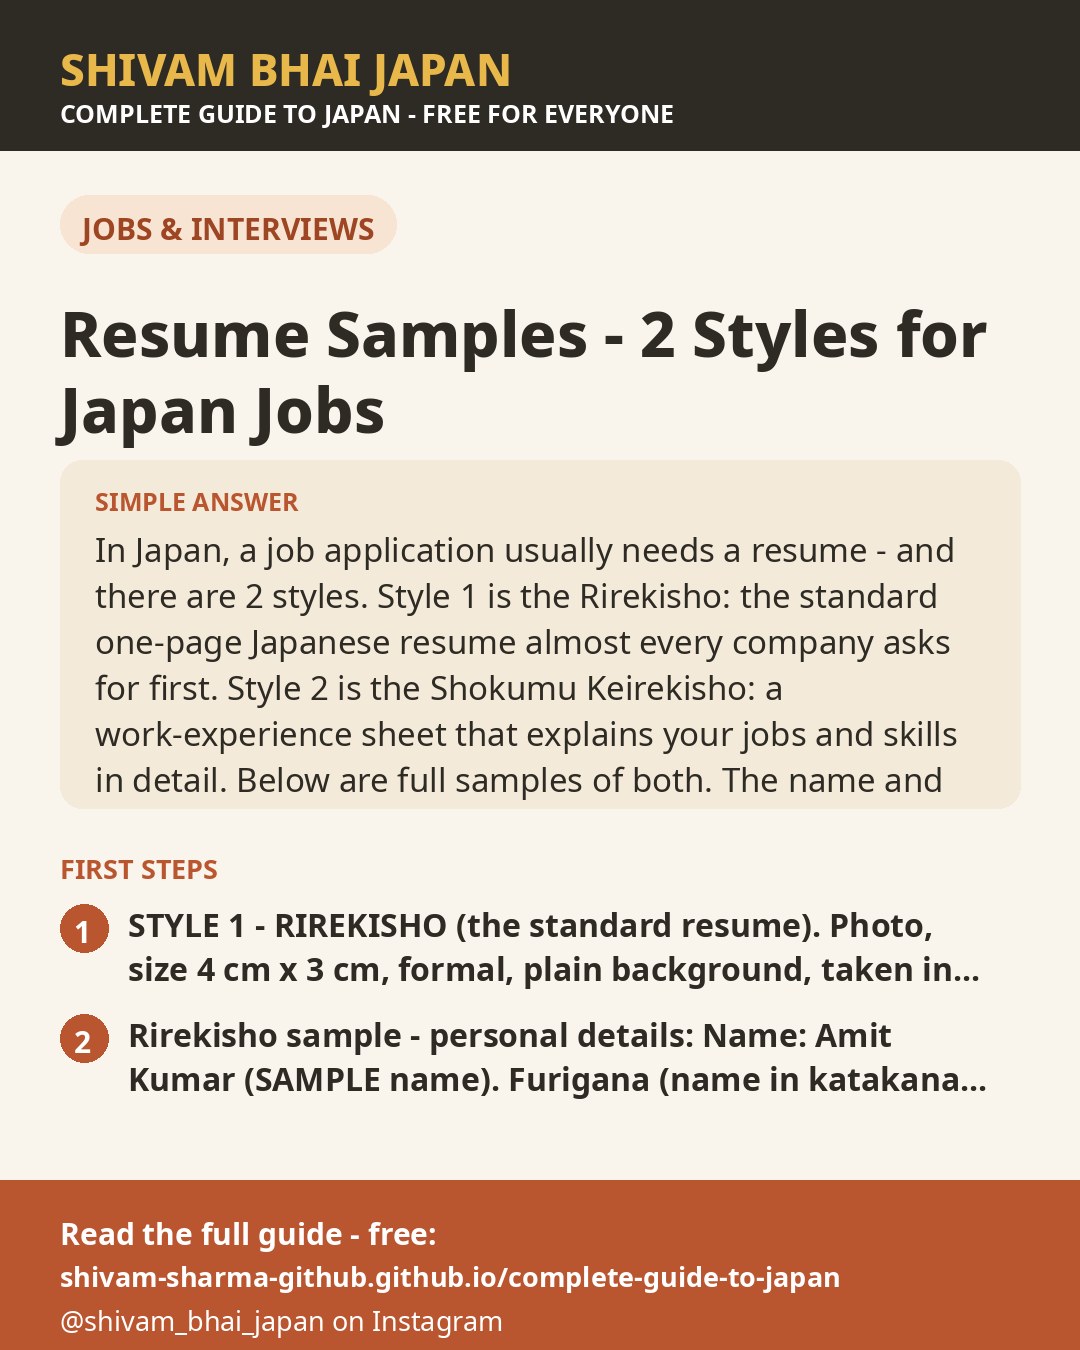 SHIVAM BHAI JAPAN
COMPLETE GUIDE TO JAPAN - FREE FOR EVERYONE
JOBS & INTERVIEWS
Resume Samples - 2 Styles for
Japan Jobs
SIMPLE ANSWER
In Japan, a job application usually needs a resume - and
there are 2 styles. Style 1 is the Rirekisho: the standard
one-page Japanese resume almost every company asks
for first. Style 2 is the Shokumu Keirekisho: a
work-experience sheet that explains your jobs and skills
in detail. Below are full samples of both. The name and
FIRST STEPS
1 STYLE 1 - RIREKISHO (the standard resume). Photo,
size 4 cm x 3 cm, formal, plain background, taken in...
2 Rirekisho sample - personal details: Name: Amit
Kumar (SAMPLE name). Furigana (name in katakana...
Read the full guide - free:
shivam-sharma-github.github.io/complete-guide-to-japan
@shivam_bhai_japan on Instagram